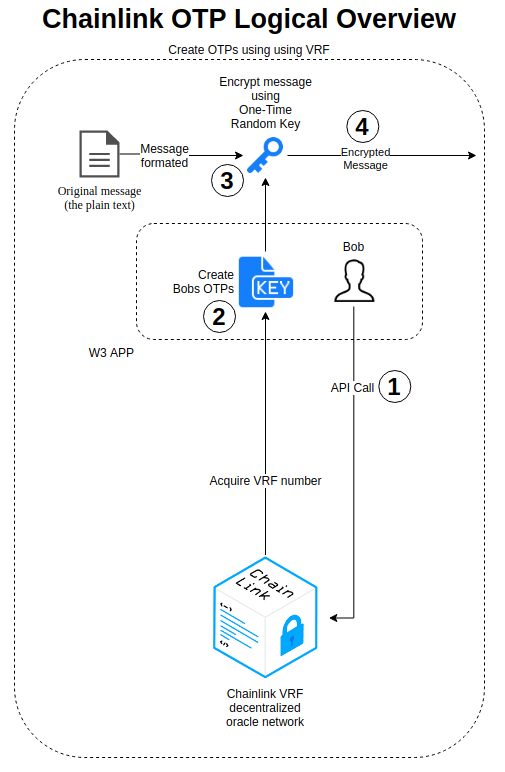 Chainlink OTP Logical Overview
Create OTPs using using VRF
Encrypt message
using
One-Time
Random Key
4
Message
formated
Encrypted
Message
3
Original message
(the plain text)
Bob
Create
Bobs OTPs
KEY
2
W3 APP
API Call
1
Acquire VRF number
Chain
Link
Chainlink VRF
decentralized
oracle network